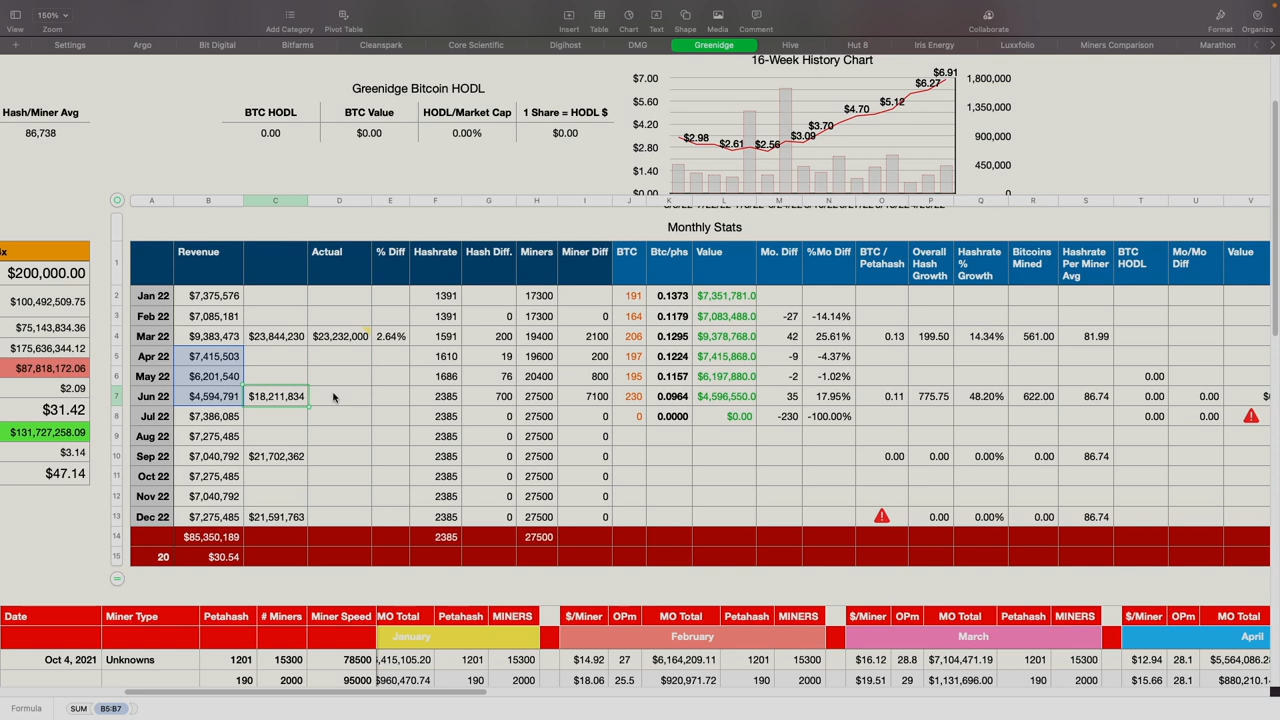 150%
View
Zoom
Add Category
Pivot Table
Insert
Table
Chart
Text
Shape
Media
Comment
Collaborate
Format
Organize
Settings Argo Bit Digital Bitfarms Cleanspark Core Scientific Digihost DMG Greenidge Hive Hut 8 Iris Energy Luxxfolio Miners Comparison Marathon
16-Week History Chart
Greenidge Bitcoin HODL
Hash/Miner Avg BTC HODL BTC Value HODL/Market Cap 1 Share = HODL $
86,738 0.00 $0.00 0.00% $0.00
$7.00 $6.91 1,800,000
$6.27
$5.60 $5.12 1,350,000
$4.70
$4.20 $3.70 900,000
$2.98 $3.09
$2.80 $2.61 $2.56
$1.40 450,000
$0.00 0
A B C D E F G H I J K L M N O P Q R S T U V
Monthly Stats
$200,000.00
$100,492,509.75
$75,143,834.36
$175,636,344.12
$87,818,172.06
$2.09
$31.42
$131,727,258.09
$3.14
$47.14
1 Revenue Actual % Diff Hashrate Hash Diff. Miners Miner Diff BTC Btc/phs Value Mo. Diff %Mo Diff BTC / Petahash Overall Hash Growth Hashrate % Growth Bitcoins Mined Hashrate Per Miner Avg BTC HODL Mo/Mo Diff Value
2 Jan 22 $7,375,576 1391 17300 191 0.1373 $7,351,781.0
3 Feb 22 $7,085,181 1391 0 17300 0 164 0.1179 $7,083,488.0 -27 -14.14%
4 Mar 22 $9,383,473 $23,844,230 $23,232,000 2.64% 1591 200 19400 2100 206 0.1295 $9,378,768.0 42 25.61% 0.13 199.50 14.34% 561.00 81.99
5 Apr 22 $7,415,503 1610 19 19600 200 197 0.1224 $7,415,868.0 -9 -4.37%
6 May 22 $6,201,540 1686 76 20400 800 195 0.1157 $6,197,880.0 -2 -1.02% 0.00
7 Jun 22 $4,594,791 $18,211,834 2385 700 27500 7100 230 0.0964 $4,596,550.0 35 17.95% 0.11 775.75 48.20% 622.00 86.74 0.00 0.00
8 Jul 22 $7,386,085 2385 0 27500 0 0 0.0000 $0.00 -230 -100.00% 0.00 0.00
9 Aug 22 $7,275,485 2385 0 27500 0
10 Sep 22 $7,040,792 $21,702,362 2385 0 27500 0 0.00 0.00 0.00% 0.00 86.74
11 Oct 22 $7,275,485 2385 0 27500 0
12 Nov 22 $7,040,792 2385 0 27500 0
13 Dec 22 $7,275,485 $21,591,763 2385 0 27500 0 0.00 0.00% 0.00 86.74
14 $85,350,189 2385 27500
15 20 $30.54
Date Miner Type Petahash # Miners Miner Speed MO Total Petahash MINERS $/Miner OPm MO Total Petahash MINERS $/Miner OPm MO Total Petahash MINERS $/Miner OPm MO Total
January February March April
Oct 4, 2021 Unknowns 1201 15300 78500 ,415,105.20 1201 15300 $14.92 27 $6,164,209.11 1201 15300 $16.12 28.8 $7,104,471.19 1201 15300 $12.94 28.1 $5,564,086.28
190 2000 95000 $960,470.74 190 2000 $18.06 25.5 $920,971.72 190 2000 $19.51 29 $1,131,696.00 190 2000 $15.66 28.1 $880,210.1
Formula SUM B5:B7